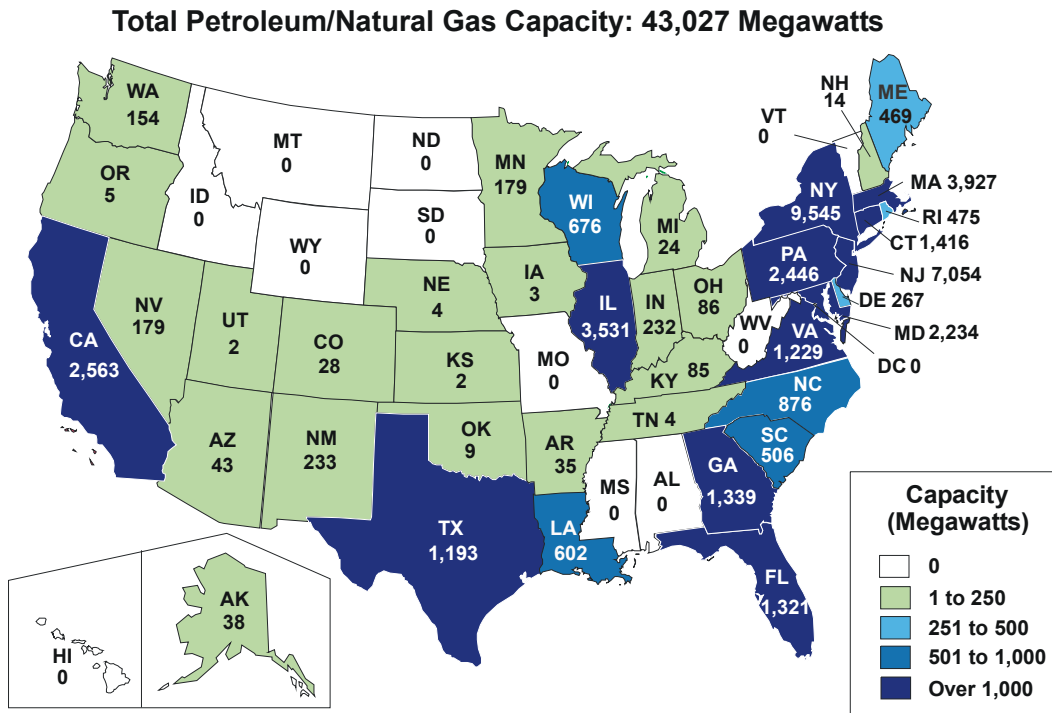 Total Petroleum/Natural Gas Capacity: 43,027 Megawatts
WA
154
OR
5
CA
2,563
NV
179
ID
0
MT
0
WY
0
UT
2
CO
28
AZ
43
NM
233
ND
0
SD
0
NE
4
KS
2
OK
9
TX
1,193
MN
179
IA
3
MO
0
AR
35
LA
602
WI
676
IL
3,531
MI
24
IN
232
OH
86
KY 85
TN 4
MS
0
AL
0
GA
1,339
FL
1,321
SC
506
NC
876
VA
1,229
WV
0
PA
2,446
NY
9,545
VT
0
NH
14
ME
469
MA 3,927
RI 475
CT 1,416
NJ 7,054
DE 267
MD 2,234
DC 0
HI
0
AK
38
Capacity
(Megawatts)
0
1 to 250
251 to 500
501 to 1,000
Over 1,000